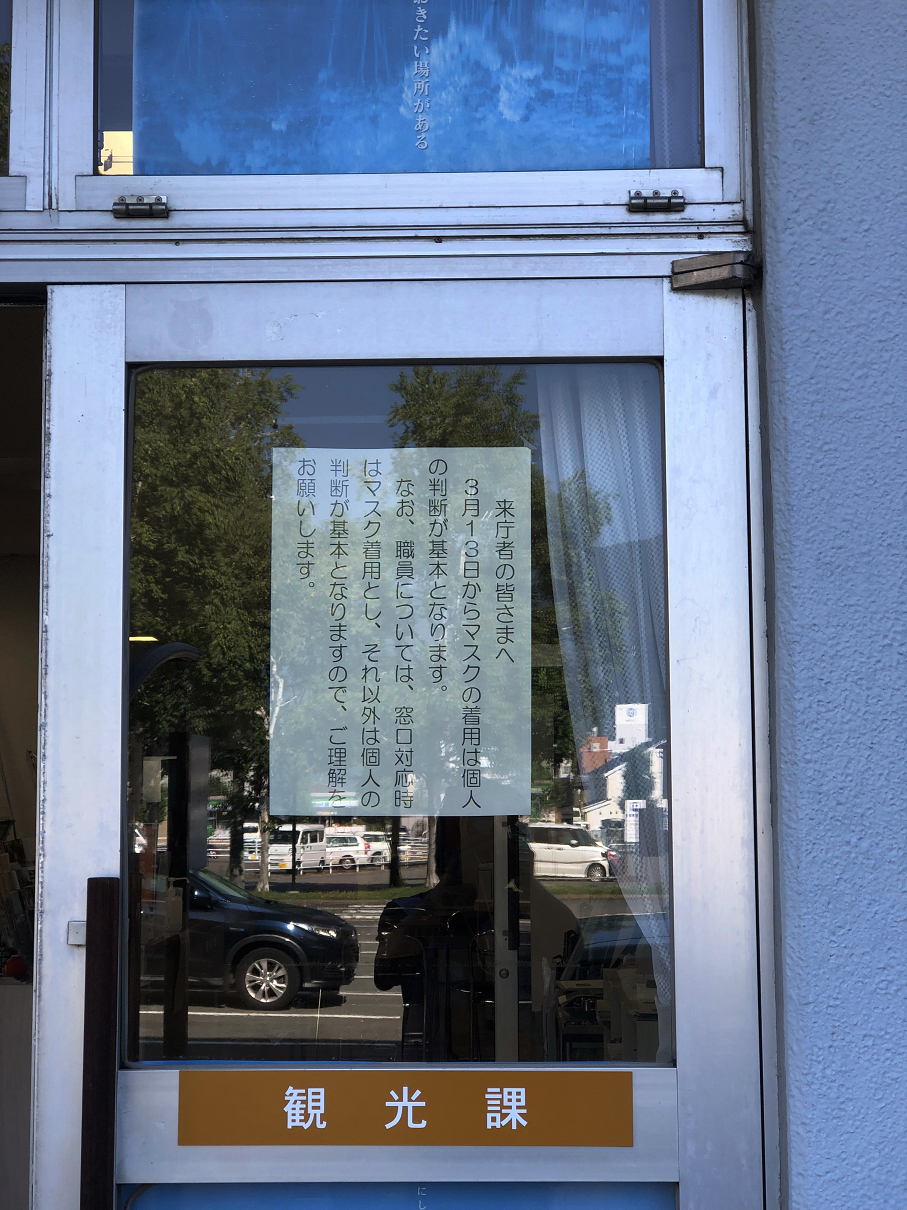 おきたい場所がある
来庁者の皆さまへ
３月１３日からマスクの着用は個人
の判断が基本となります。
なお、職員については、窓口対応時
はマスク着用とし、それ以外は個人の
判断が基本となりますので、ご理解を
お願いします。
観光課
にし